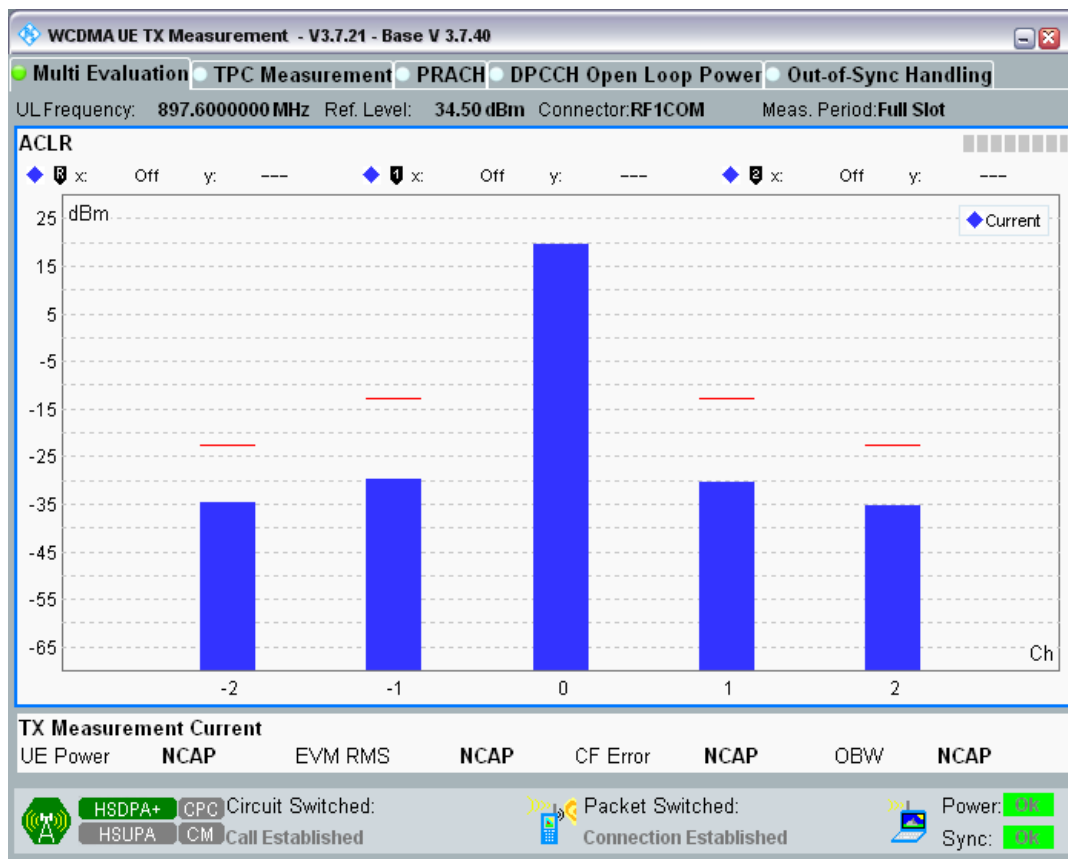 WCDMA UE TX Measurement - V3.7.21 - Base V 3.7.40
Multi Evaluation TPC Measurement PRACH DPCCH Open Loop Power Out-of-Sync Handling
UL Frequency: 897.6000000 MHz Ref. Level: 34.50 dBm Connector:RF1COM Meas. Period:Full Slot
ACLR
R x: Off y: --- 1 x: Off y: --- 2 x: Off y: ---
dBm
Current
25
15
5
-5
-15
-25
-35
-45
-55
-65
Ch
-2 -1 0 1 2
TX Measurement Current
UE Power NCAP EVM RMS NCAP CF Error NCAP OBW NCAP
HSDPA+ CPC Circuit Switched: Packet Switched: Power: OK
HSUPA CM Call Established Connection Established Sync: OK